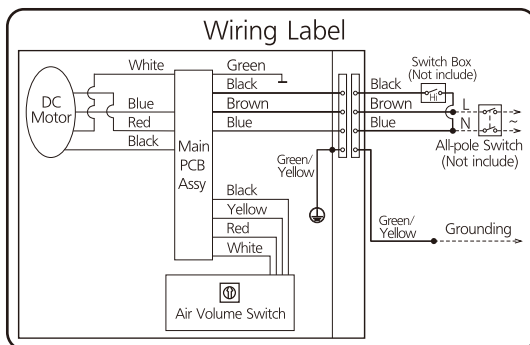 Wiring Label
DC
Motor
White
Blue
Red
Black
Main
PCB
Assy
Green
Black
Brown
Blue
Green/
Yellow
Black
Yellow
Red
White
Air Volume Switch
Switch Box
(Not include)
Hi
Black
Brown
Blue
L
N
~
All-pole Switch
(Not include)
Green/
Yellow
Grounding